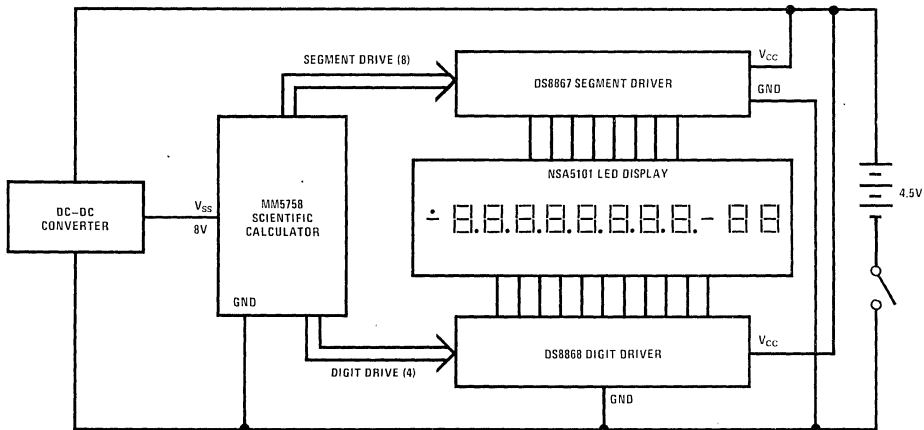 SEGMENT DRIVE (8)
V_CC
DS8867 SEGMENT DRIVER
GND
NSA5101 LED DISPLAY
MM5758
SCIENTIFIC
CALCULATOR
DC–DC
CONVERTER
V_SS
8V
4.5V
GND
DS8868 DIGIT DRIVER
V_CC
DIGIT DRIVE (4)
GND